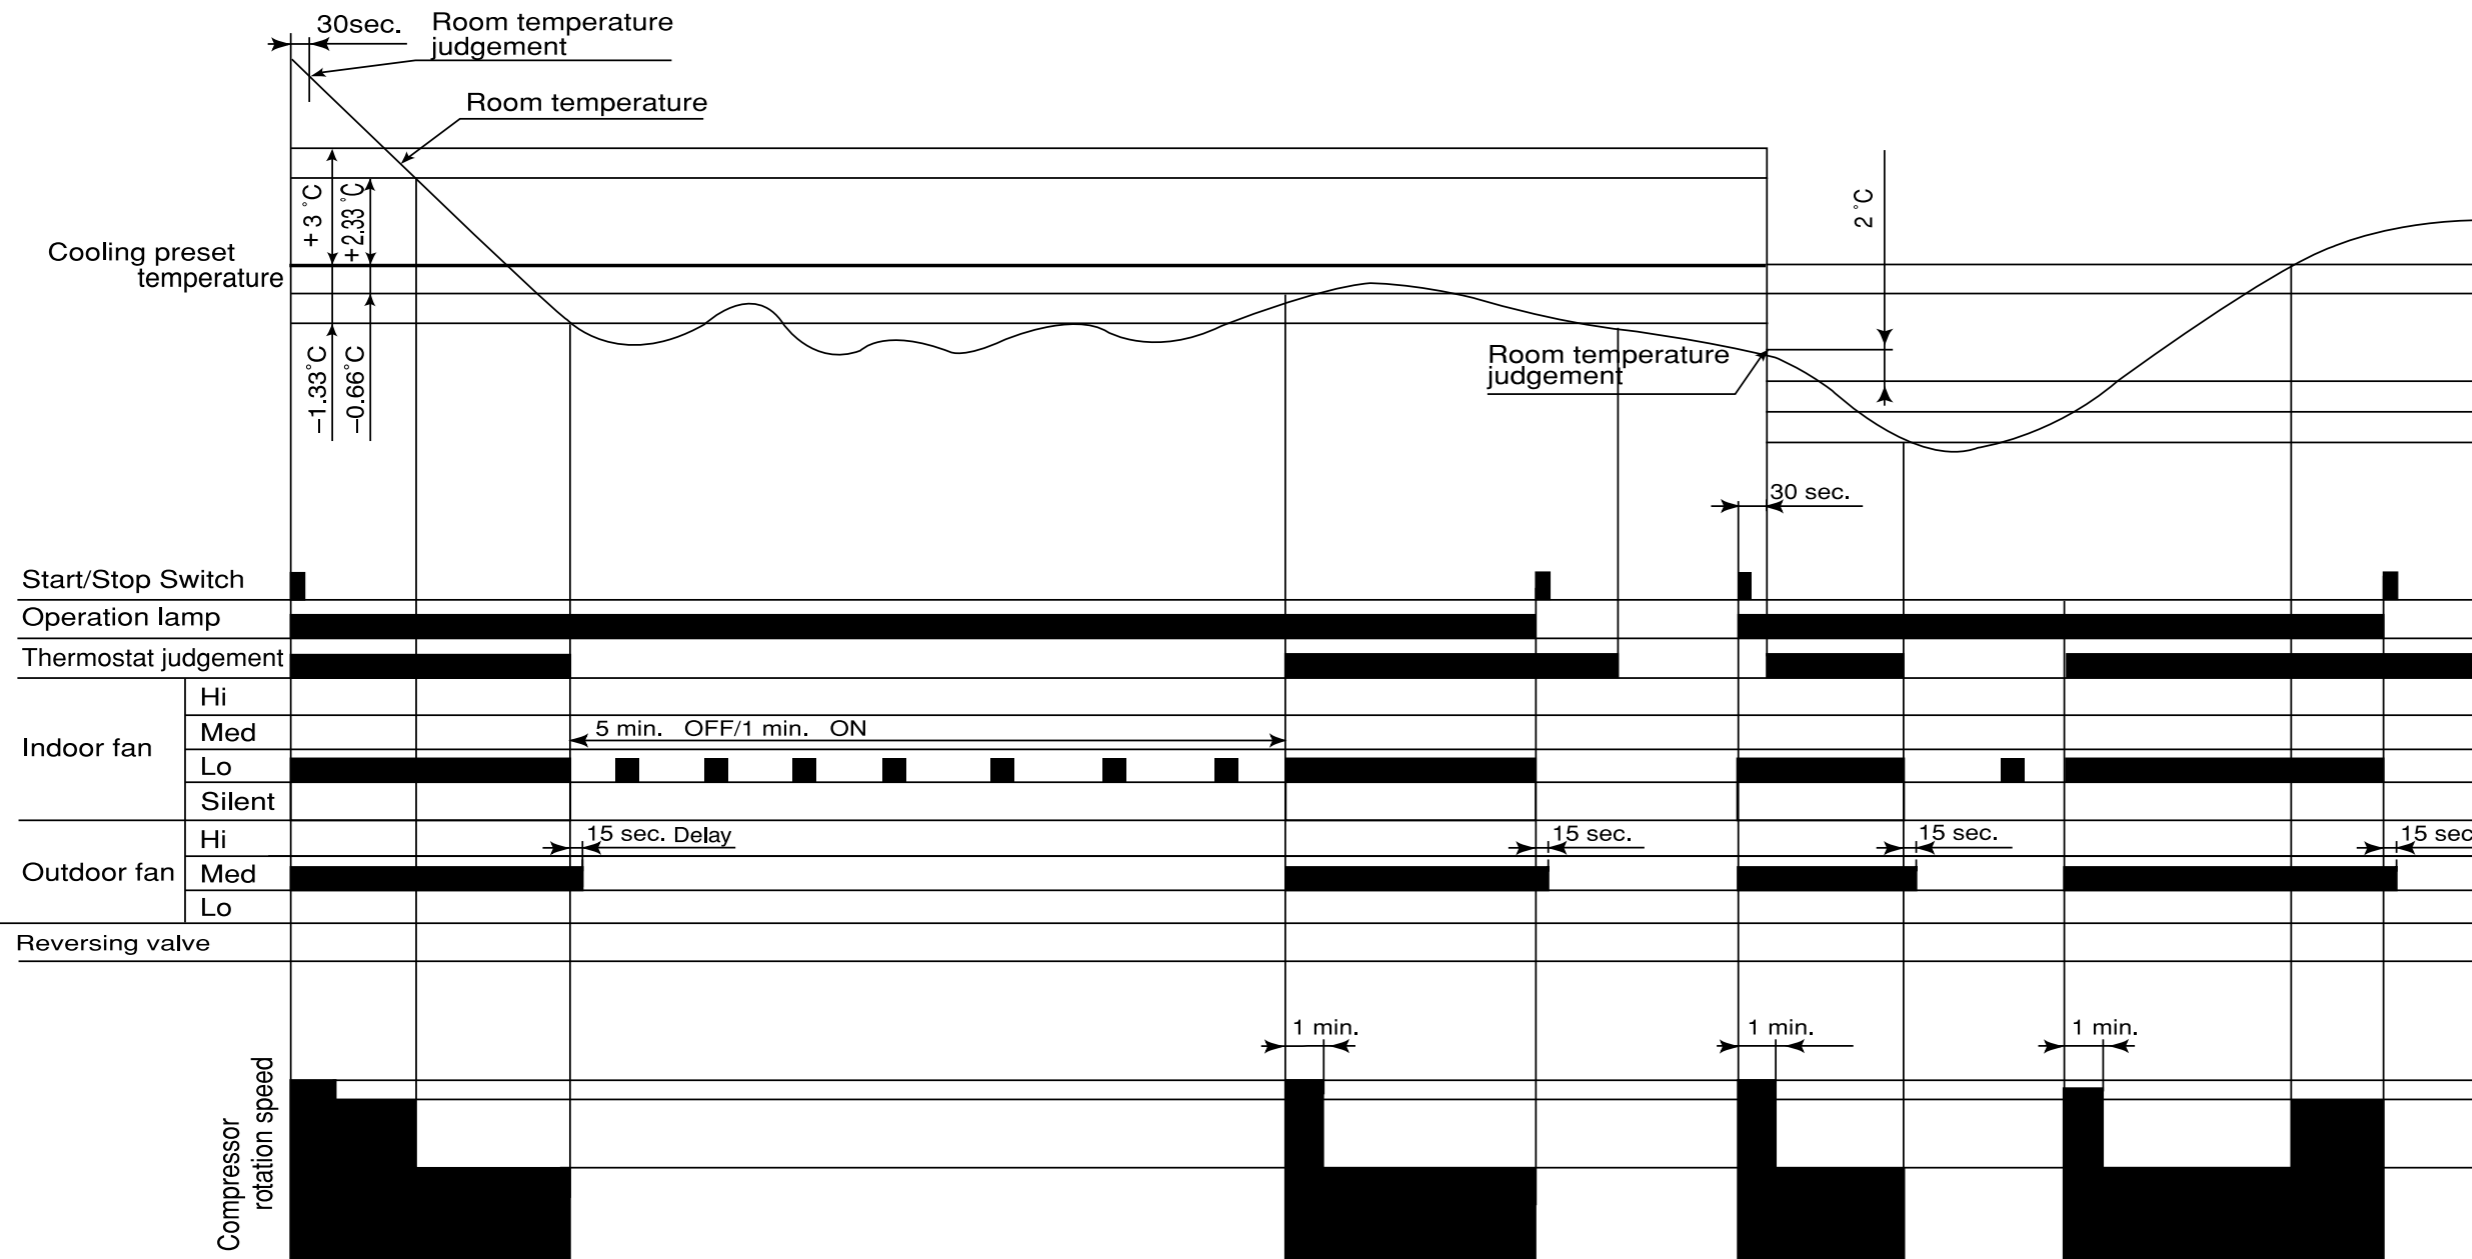 30sec.
Room temperature
judgement
Room temperature
+ 3 °C
+2.33 °C
2 °C
Cooling preset
temperature
−1.33°C
−0.66°C
Room temperature
judgement
30 sec.
Start/Stop Switch
Operation lamp
Thermostat judgement
Indoor fan
Hi
Med
5 min. OFF/1 min. ON
Lo
Silent
Outdoor fan
Hi
15 sec. Delay
15 sec.
15 sec.
15 sec
Med
Lo
Reversing valve
1 min.
1 min.
1 min.
Compressor
rotation speed